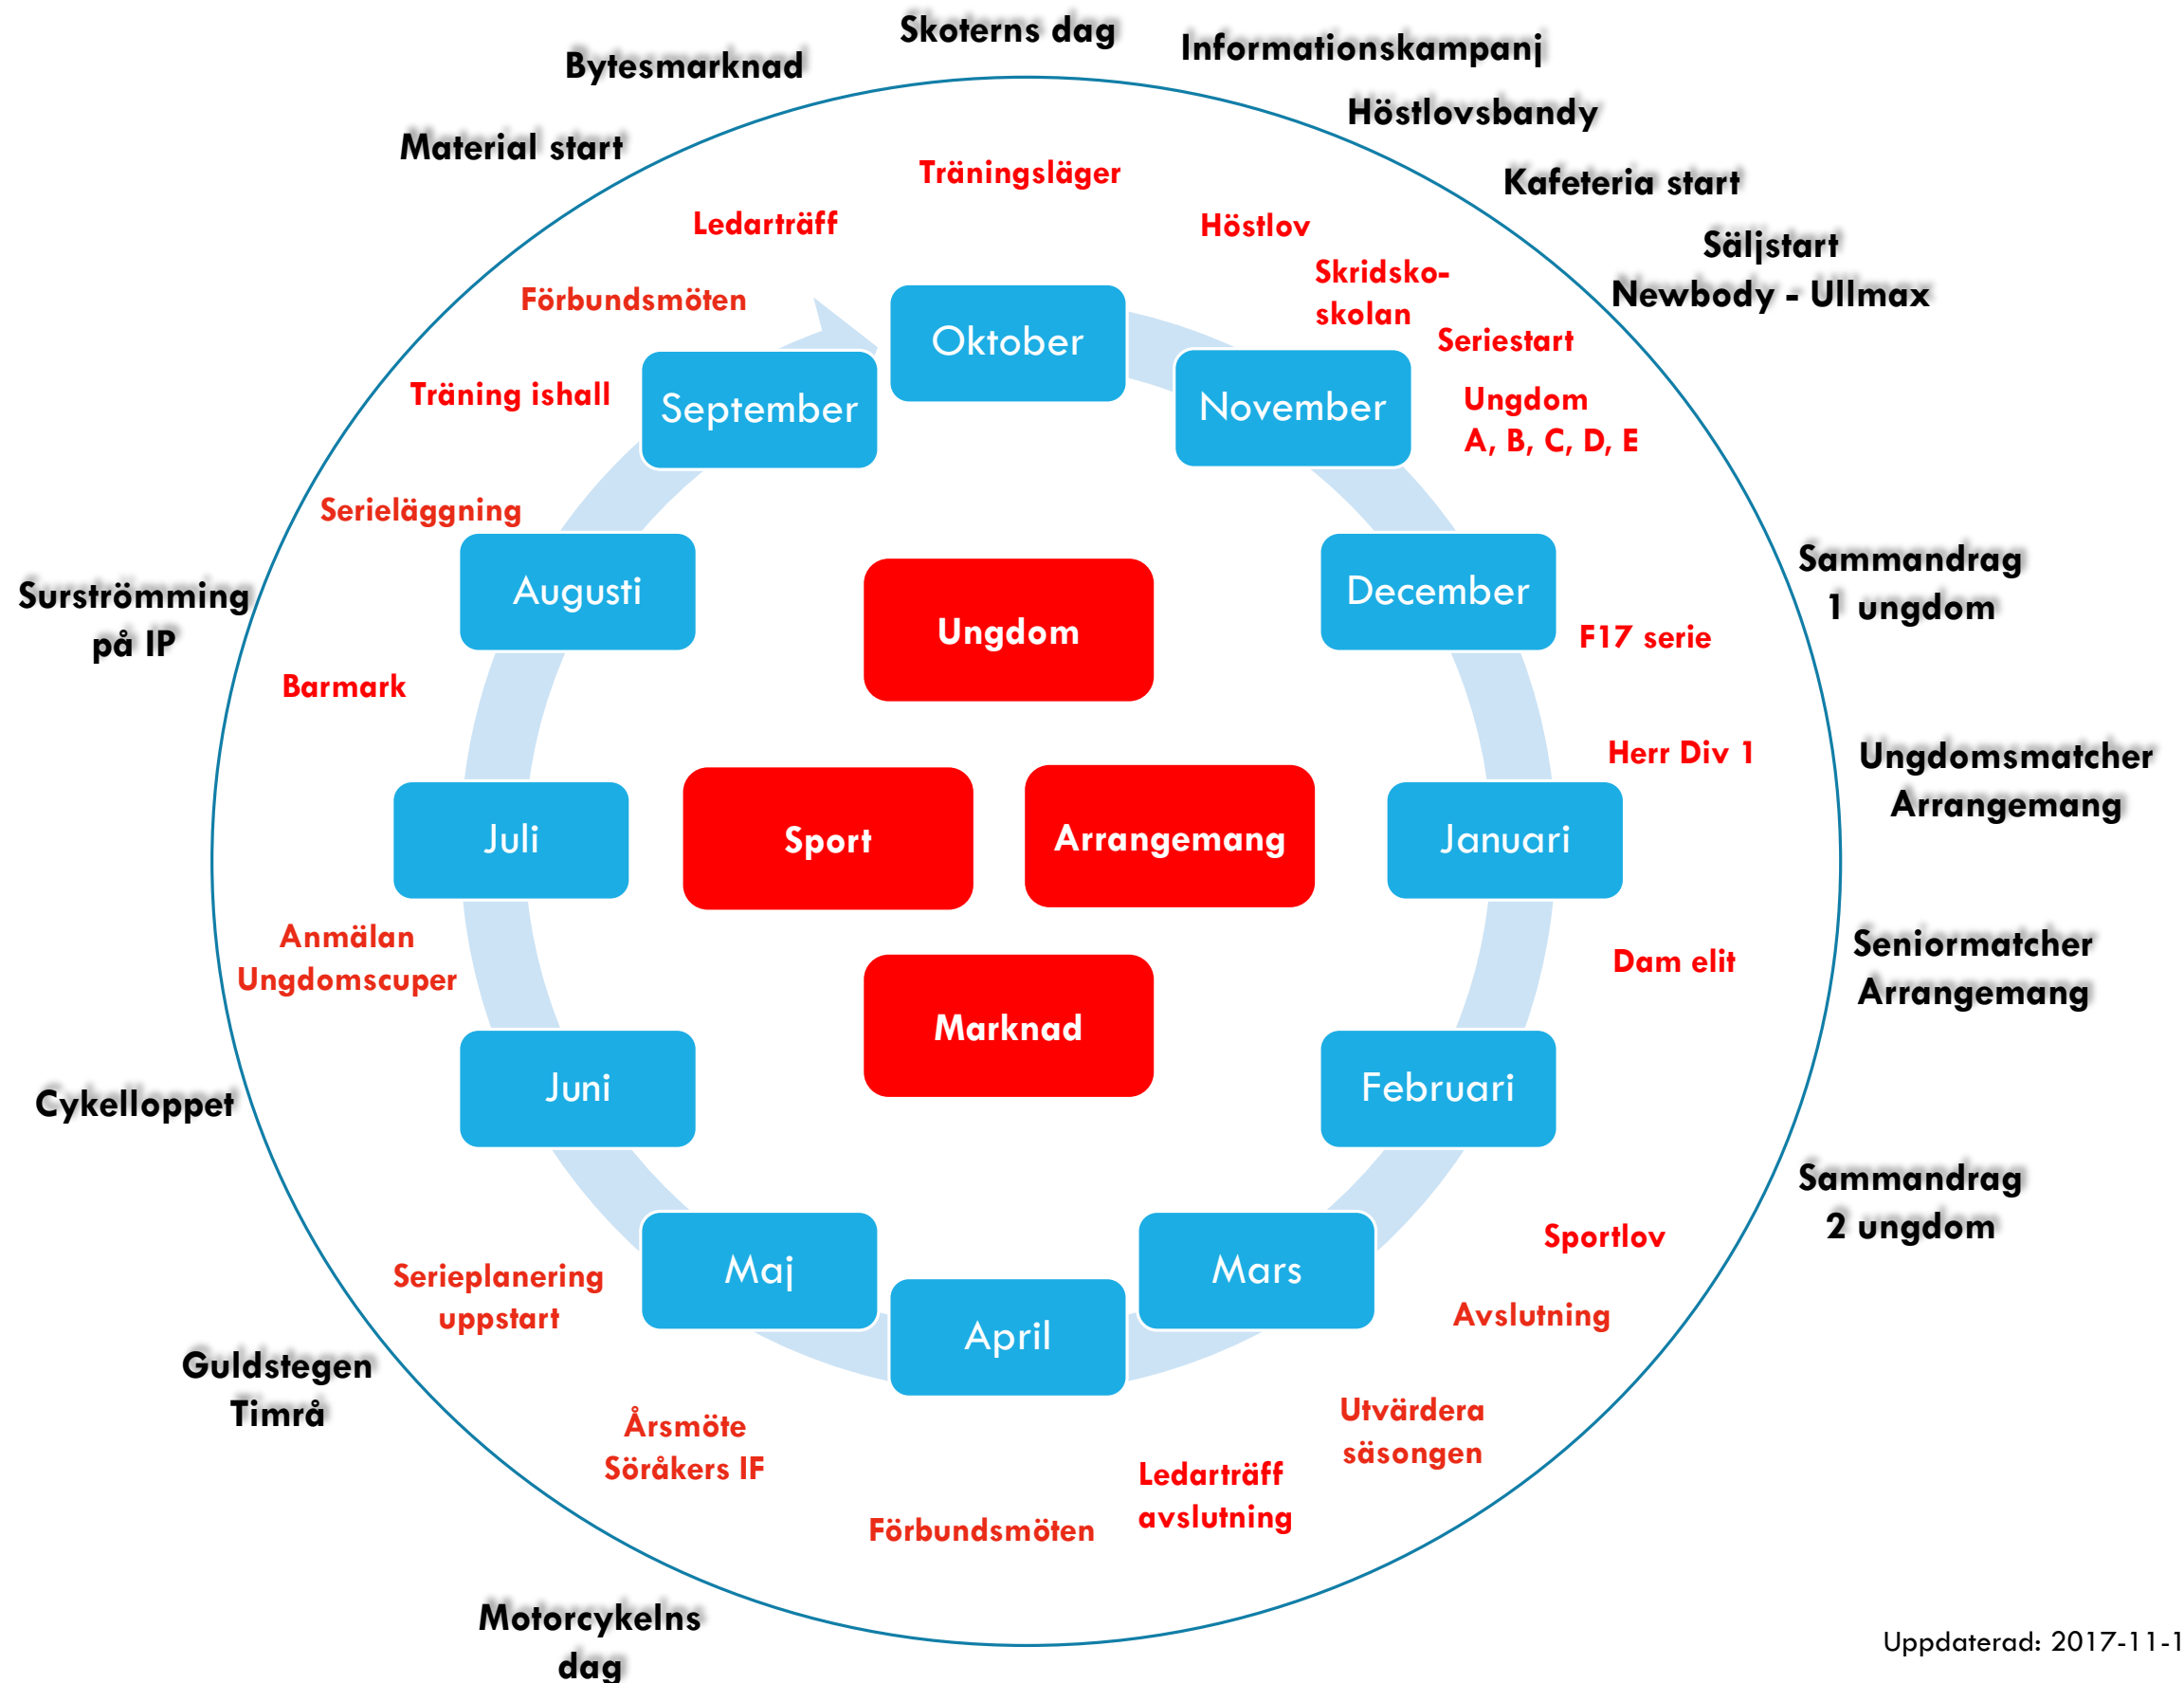 Skoterns dag
Informationskampanj
Bytesmarknad
Höstlovsbandy
Material start
Kafeteria start
Säljstart
Newbody - Ullmax
Träningsläger
Ledarträff
Höstlov
Skridsko-
skolan
Förbundsmöten
Seriestart
Träning ishall
Ungdom
A, B, C, D, E
Oktober
September
November
Serieläggning
Augusti
December
Surströmming
på IP
Ungdom
Sammandrag
1 ungdom
F17 serie
Barmark
Herr Div 1
Ungdomsmatcher
Arrangemang
Juli
Sport
Arrangemang
Januari
Anmälan
Ungdomscuper
Dam elit
Seniormatcher
Arrangemang
Marknad
Juni
Februari
Cykelloppet
Sammandrag
2 ungdom
Sportlov
Maj
Mars
April
Serieplanering
uppstart
Avslutning
Guldstegen
Timrå
Årsmöte
Söråkers IF
Utvärdera
säsongen
Ledarträff
avslutning
Förbundsmöten
Motorcykelns
dag
Uppdaterad: 2017-11-1